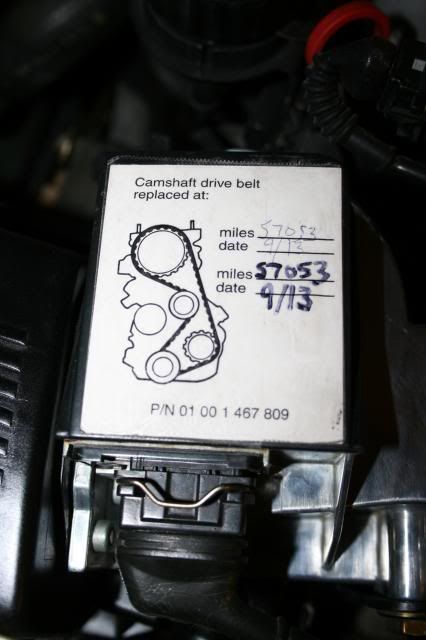 Camshaft drive belt
replaced at:
miles 57053
date 9/13
miles 57053
date 9/13
P/N 01 00 1 467 809